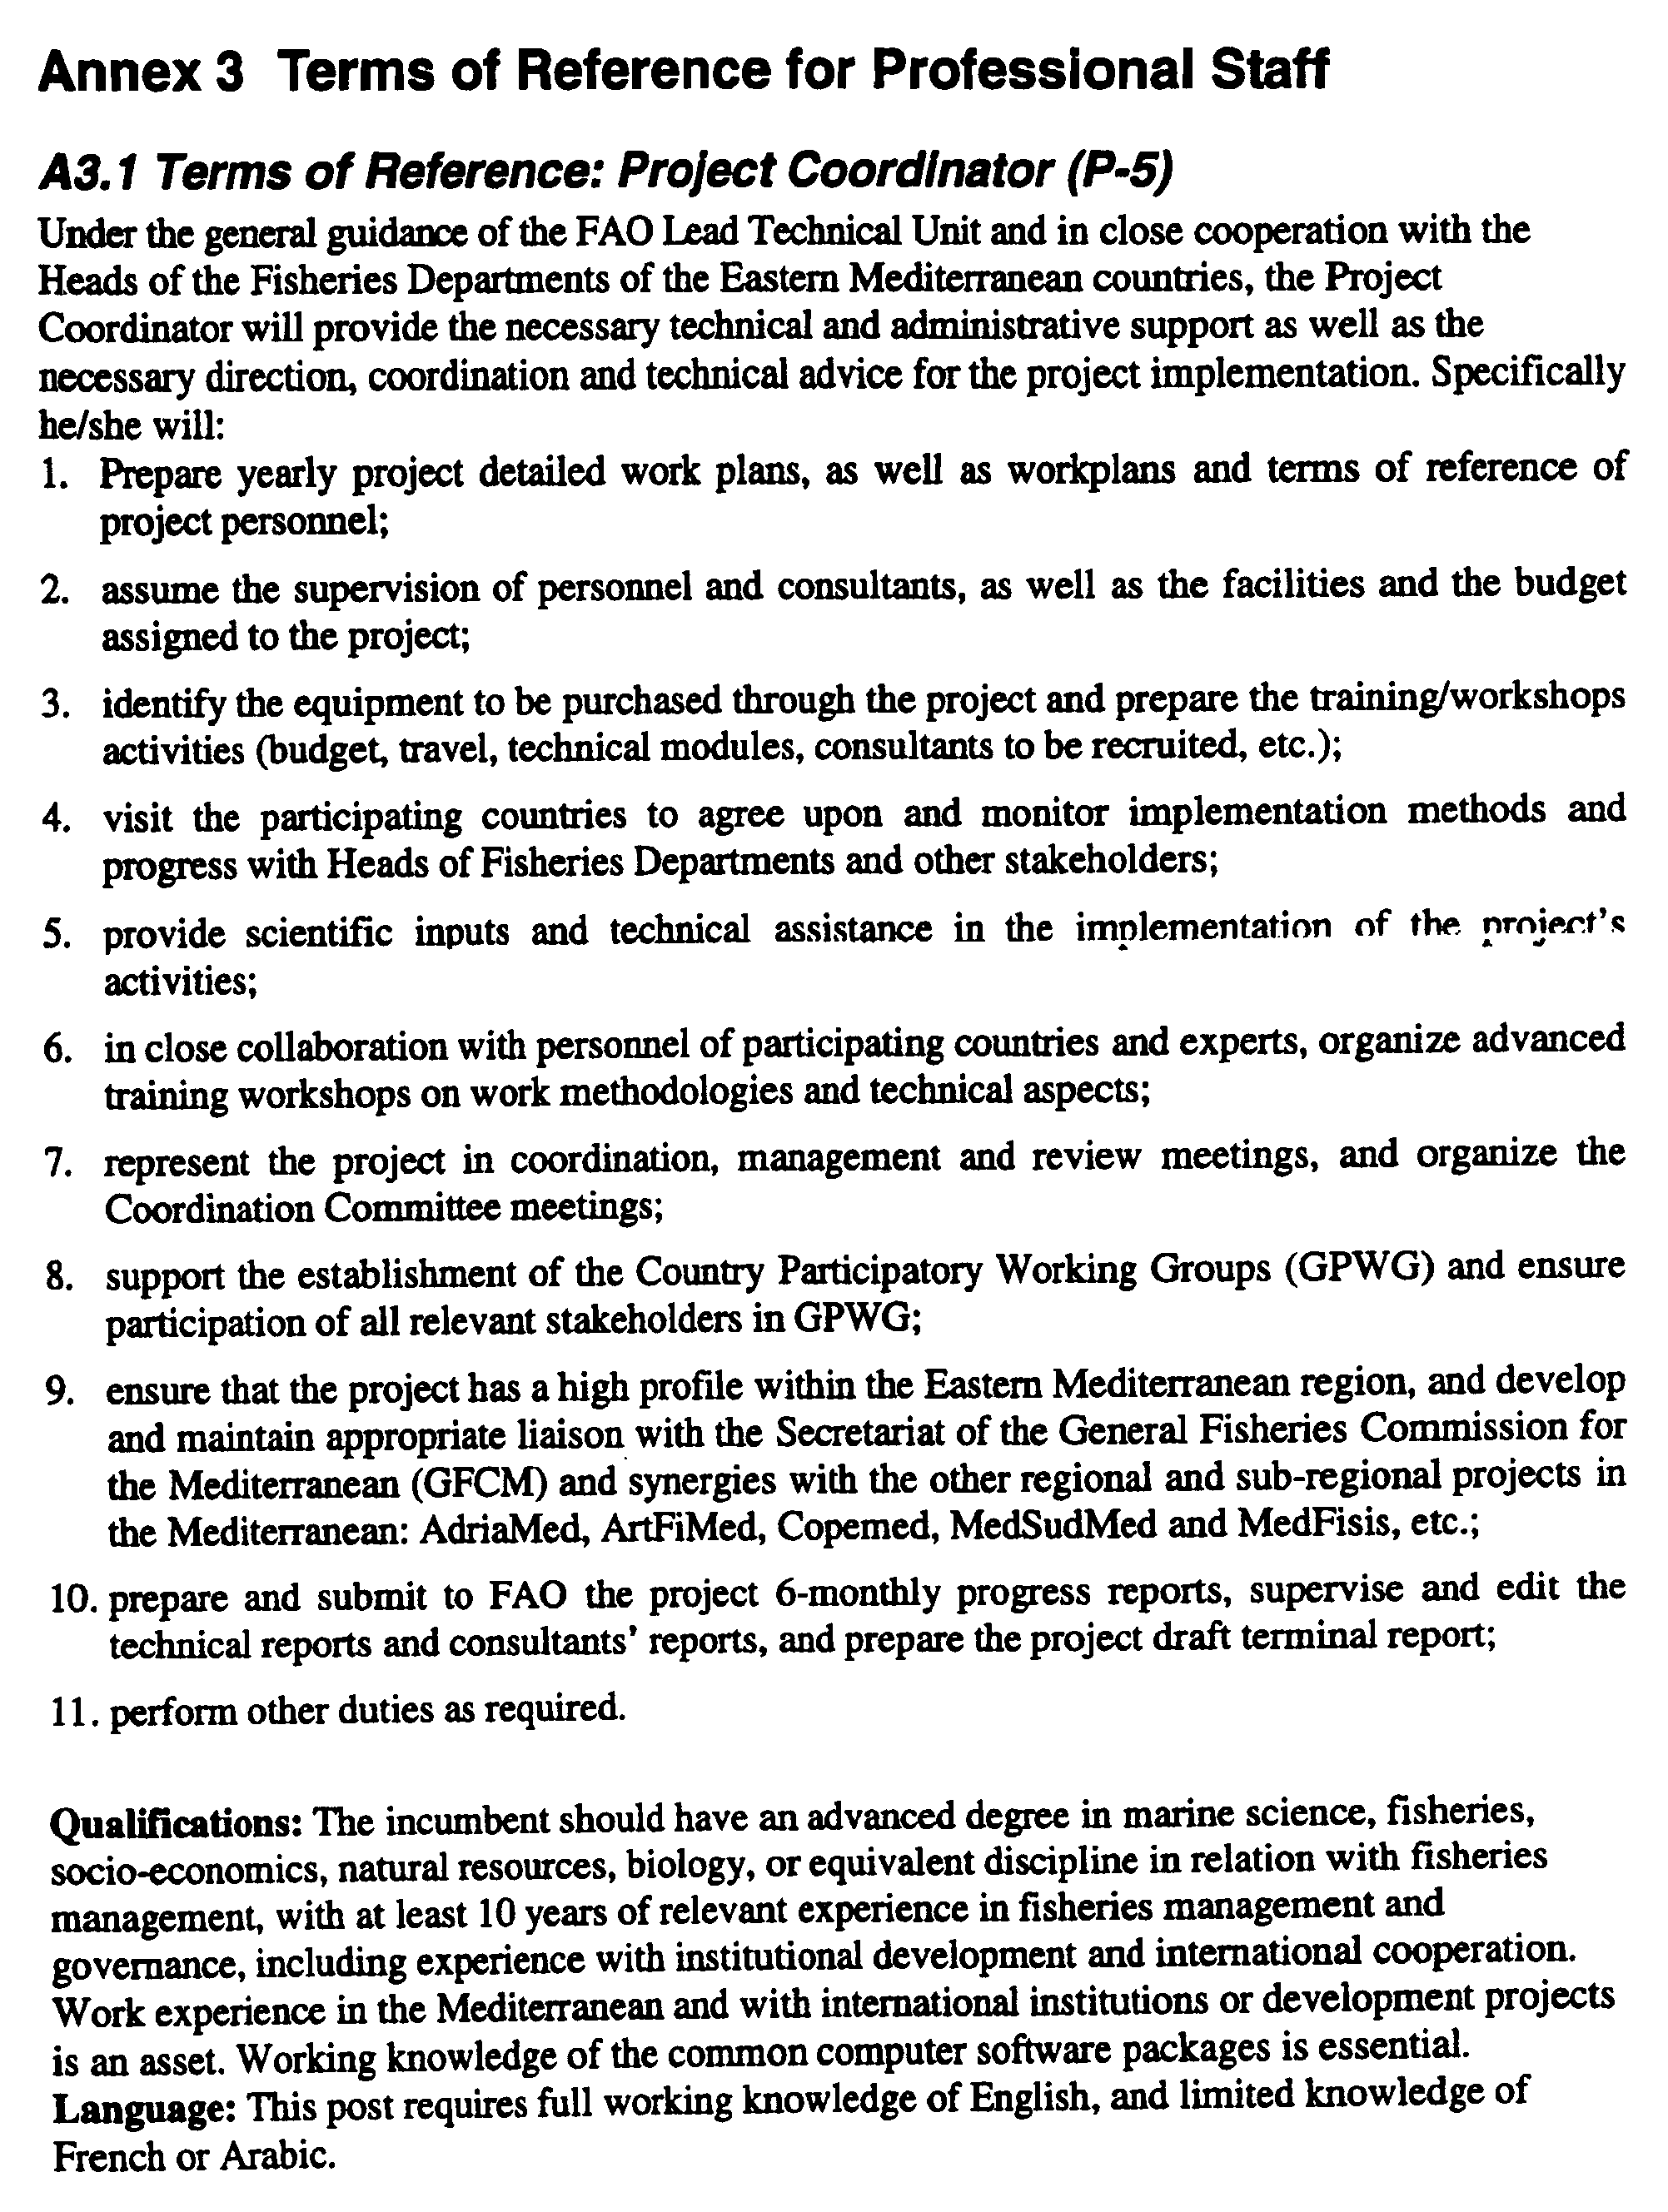 Annex 3 Terms of Reference for Professional Staff
A3.1 Terms of Reference: Project Coordinator (P-5)
Under the general guidance of the FAO Lead Technical Unit and in close cooperation with the
Heads of the Fisheries Departments of the Eastern Mediterranean countries, the Project
Coordinator will provide the necessary technical and administrative support as well as the
necessary direction, coordination and technical advice for the project implementation. Specifically
he/she will:
1. Prepare yearly project detailed work plans, as well as workplans and terms of reference of
project personnel;
2. assume the supervision of personnel and consultants, as well as the facilities and the budget
assigned to the project;
3. identify the equipment to be purchased through the project and prepare the training/workshops
activities (budget, travel, technical modules, consultants to be recruited, etc.);
4. visit the participating countries to agree upon and monitor implementation methods and
progress with Heads of Fisheries Departments and other stakeholders;
5. provide scientific inputs and technical assistance in the implementation of the project's
activities;
6. in close collaboration with personnel of participating countries and experts, organize advanced
training workshops on work methodologies and technical aspects;
7. represent the project in coordination, management and review meetings, and organize the
Coordination Committee meetings;
8. support the establishment of the Country Participatory Working Groups (GPWG) and ensure
participation of all relevant stakeholders in GPWG;
9. ensure that the project has a high profile within the Eastern Mediterranean region, and develop
and maintain appropriate liaison with the Secretariat of the General Fisheries Commission for
the Mediterranean (GFCM) and synergies with the other regional and sub-regional projects in
the Mediterranean: AdriaMed, ArtFiMed, Copemed, MedSudMed and MedFisis, etc.;
10. prepare and submit to FAO the project 6-monthly progress reports, supervise and edit the
technical reports and consultants' reports, and prepare the project draft terminal report;
11. perform other duties as required.
Qualifications: The incumbent should have an advanced degree in marine science, fisheries,
socio-economics, natural resources, biology, or equivalent discipline in relation with fisheries
management, with at least 10 years of relevant experience in fisheries management and
governance, including experience with institutional development and international cooperation.
Work experience in the Mediterranean and with international institutions or development projects
is an asset. Working knowledge of the common computer software packages is essential.
Language: This post requires full working knowledge of English, and limited knowledge of
French or Arabic.